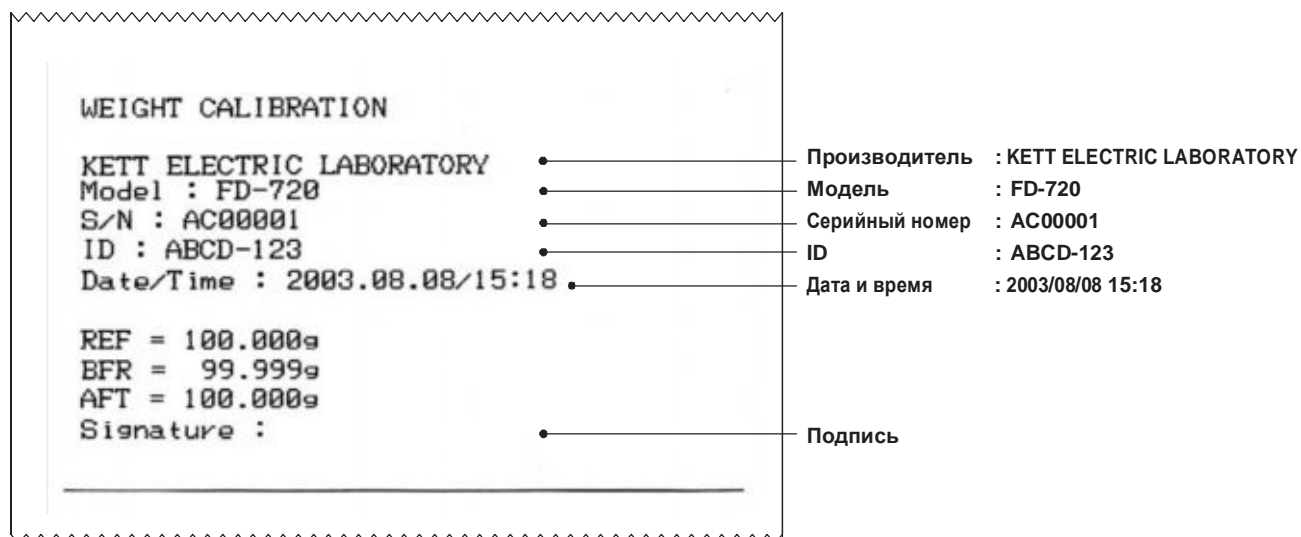 WEIGHT CALIBRATION
KETT ELECTRIC LABORATORY
Model : FD-720
S/N : AC00001
ID : ABCD-123
Date/Time : 2003.08.08/15:18
REF = 100.000g
BFR = 99.999g
AFT = 100.000g
Signature :
Производитель : KETT ELECTRIC LABORATORY
Модель : FD-720
Серийный номер : AC00001
ID : ABCD-123
Дата и время : 2003/08/08 15:18
Подпись